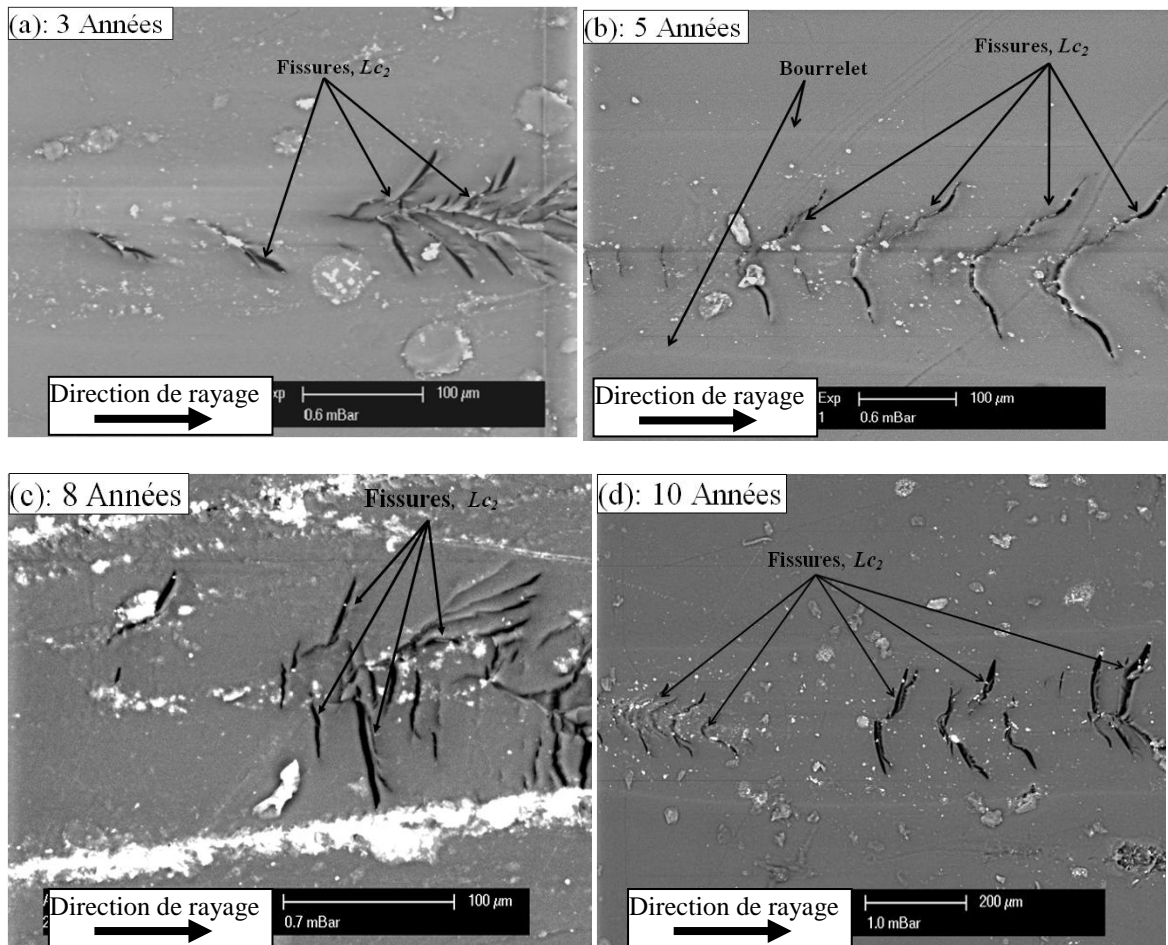 (a): 3 Années
Fissures, Lc2
Direction de rayage
xp
100 µm
0.6 mBar
(b): 5 Années
Bourrelet
Fissures, Lc2
Direction de rayage
Exp
1
100 µm
0.6 mBar
(c): 8 Années
Fissures, Lc2
Direction de rayage
100 µm
0.7 mBar
(d): 10 Années
Fissures, Lc2
Direction de rayage
200 µm
1.0 mBar